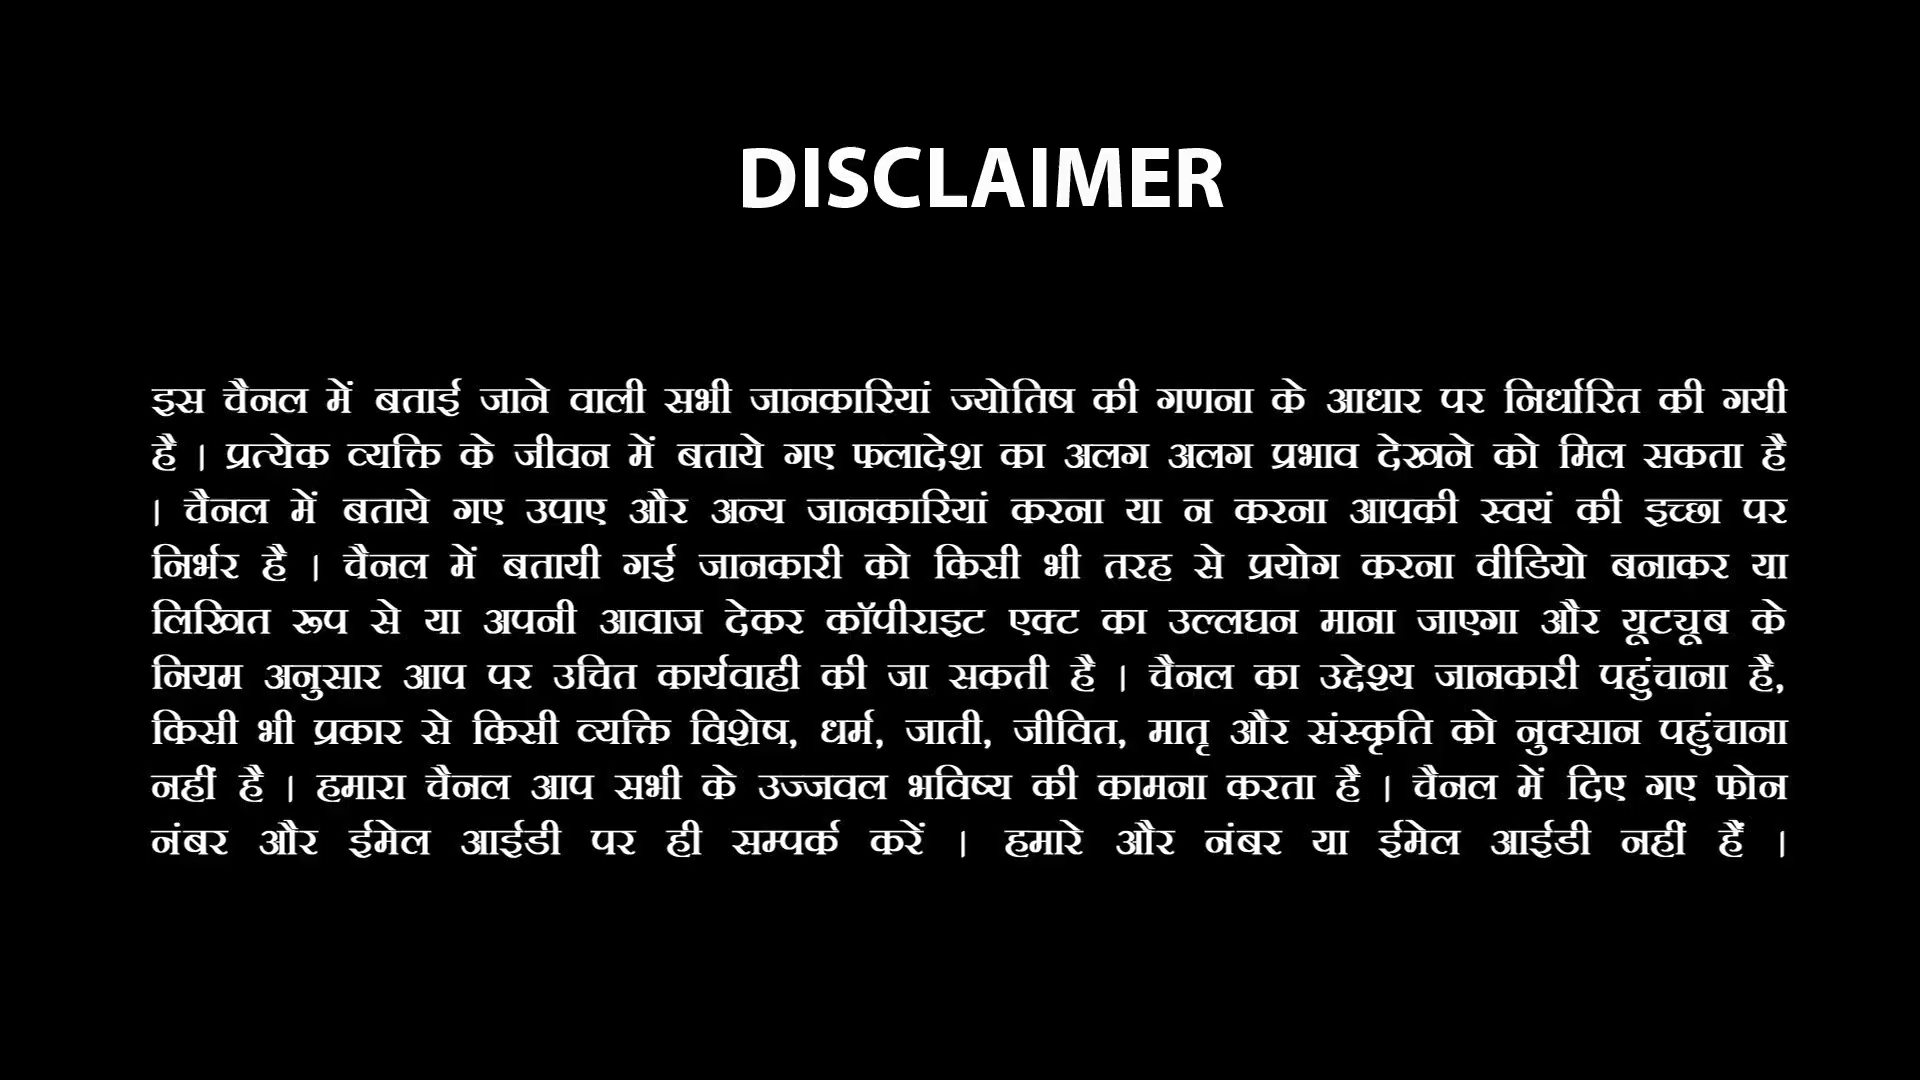 DISCLAIMER
इस चैनल में बताई जाने वाली सभी जानकारियां ज्योतिष की गणना के आधार पर निर्धारित की गयी
है । प्रत्येक व्यक्ति के जीवन में बताये गए फलादेश का अलग अलग प्रभाव देखने को मिल सकता है
। चैनल में बताये गए उपाए और अन्य जानकारियां करना या न करना आपकी स्वयं की इच्छा पर
निर्भर है । चैनल में बतायी गई जानकारी को किसी भी तरह से प्रयोग करना वीडियो बनाकर या
लिखित रूप से या अपनी आवाज देकर कॉपीराइट एक्ट का उल्लघन माना जाएगा और यूटच्यूब के
नियम अनुसार आप पर उचित कार्यवाही की जा सकती है । चैनल का उद्देश्य जानकारी पहुंचाना है,
किसी भी प्रकार से किसी व्यक्ति विशेष, धर्म, जाती, जीवित, मातृ और संस्कृति को नुक्सान पहुंचाना
नहीं है । हमारा चैनल आप सभी के उज्जवल भविष्य की कामना करता है । चैनल में दिए गए फोन
नंबर और ईमेल आईडी पर ही सम्पर्क करें । हमारे और नंबर या ईमेल आईडी नहीं हैं ।